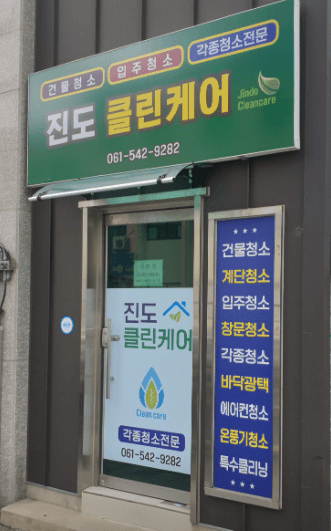 건물청소 입주청소 각종청소전문
진도 클린케어
Jindo
Cleancare
061-542-9282
진도
클린케어
Clean care
각종청소전문
061-542-9282
★ ★ ★
건물청소
계단청소
입주청소
창문청소
각종청소
바닥광택
에어컨청소
온풍기청소
특수클리닝
★ ★ ★